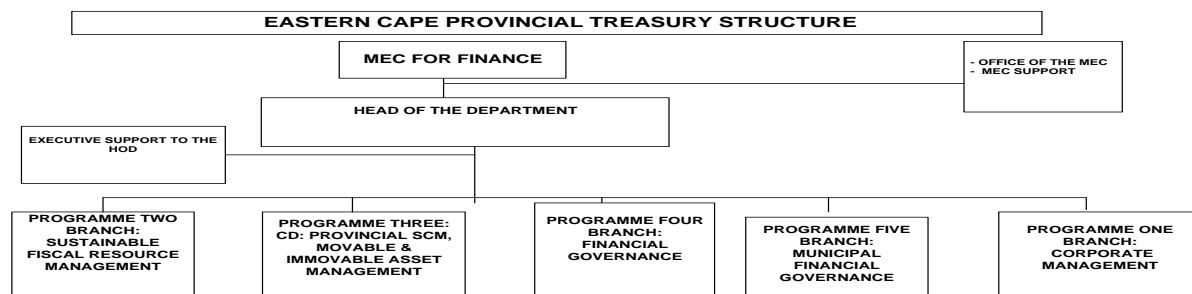 EASTERN CAPE PROVINCIAL TREASURY STRUCTURE
MEC FOR FINANCE
- OFFICE OF THE MEC
- MEC SUPPORT
HEAD OF THE DEPARTMENT
EXECUTIVE SUPPORT TO THE
HOD
PROGRAMME TWO
BRANCH:
SUSTAINABLE
FISCAL RESOURCE
MANAGEMENT
PROGRAMME THREE:
CD: PROVINCIAL SCM,
MOVABLE &
IMMOVABLE ASSET
MANAGEMENT
PROGRAMME FOUR
BRANCH:
FINANCIAL
GOVERNANCE
PROGRAMME FIVE
BRANCH:
MUNICIPAL
FINANCIAL
GOVERNANCE
PROGRAMME ONE
BRANCH:
CORPORATE
MANAGEMENT